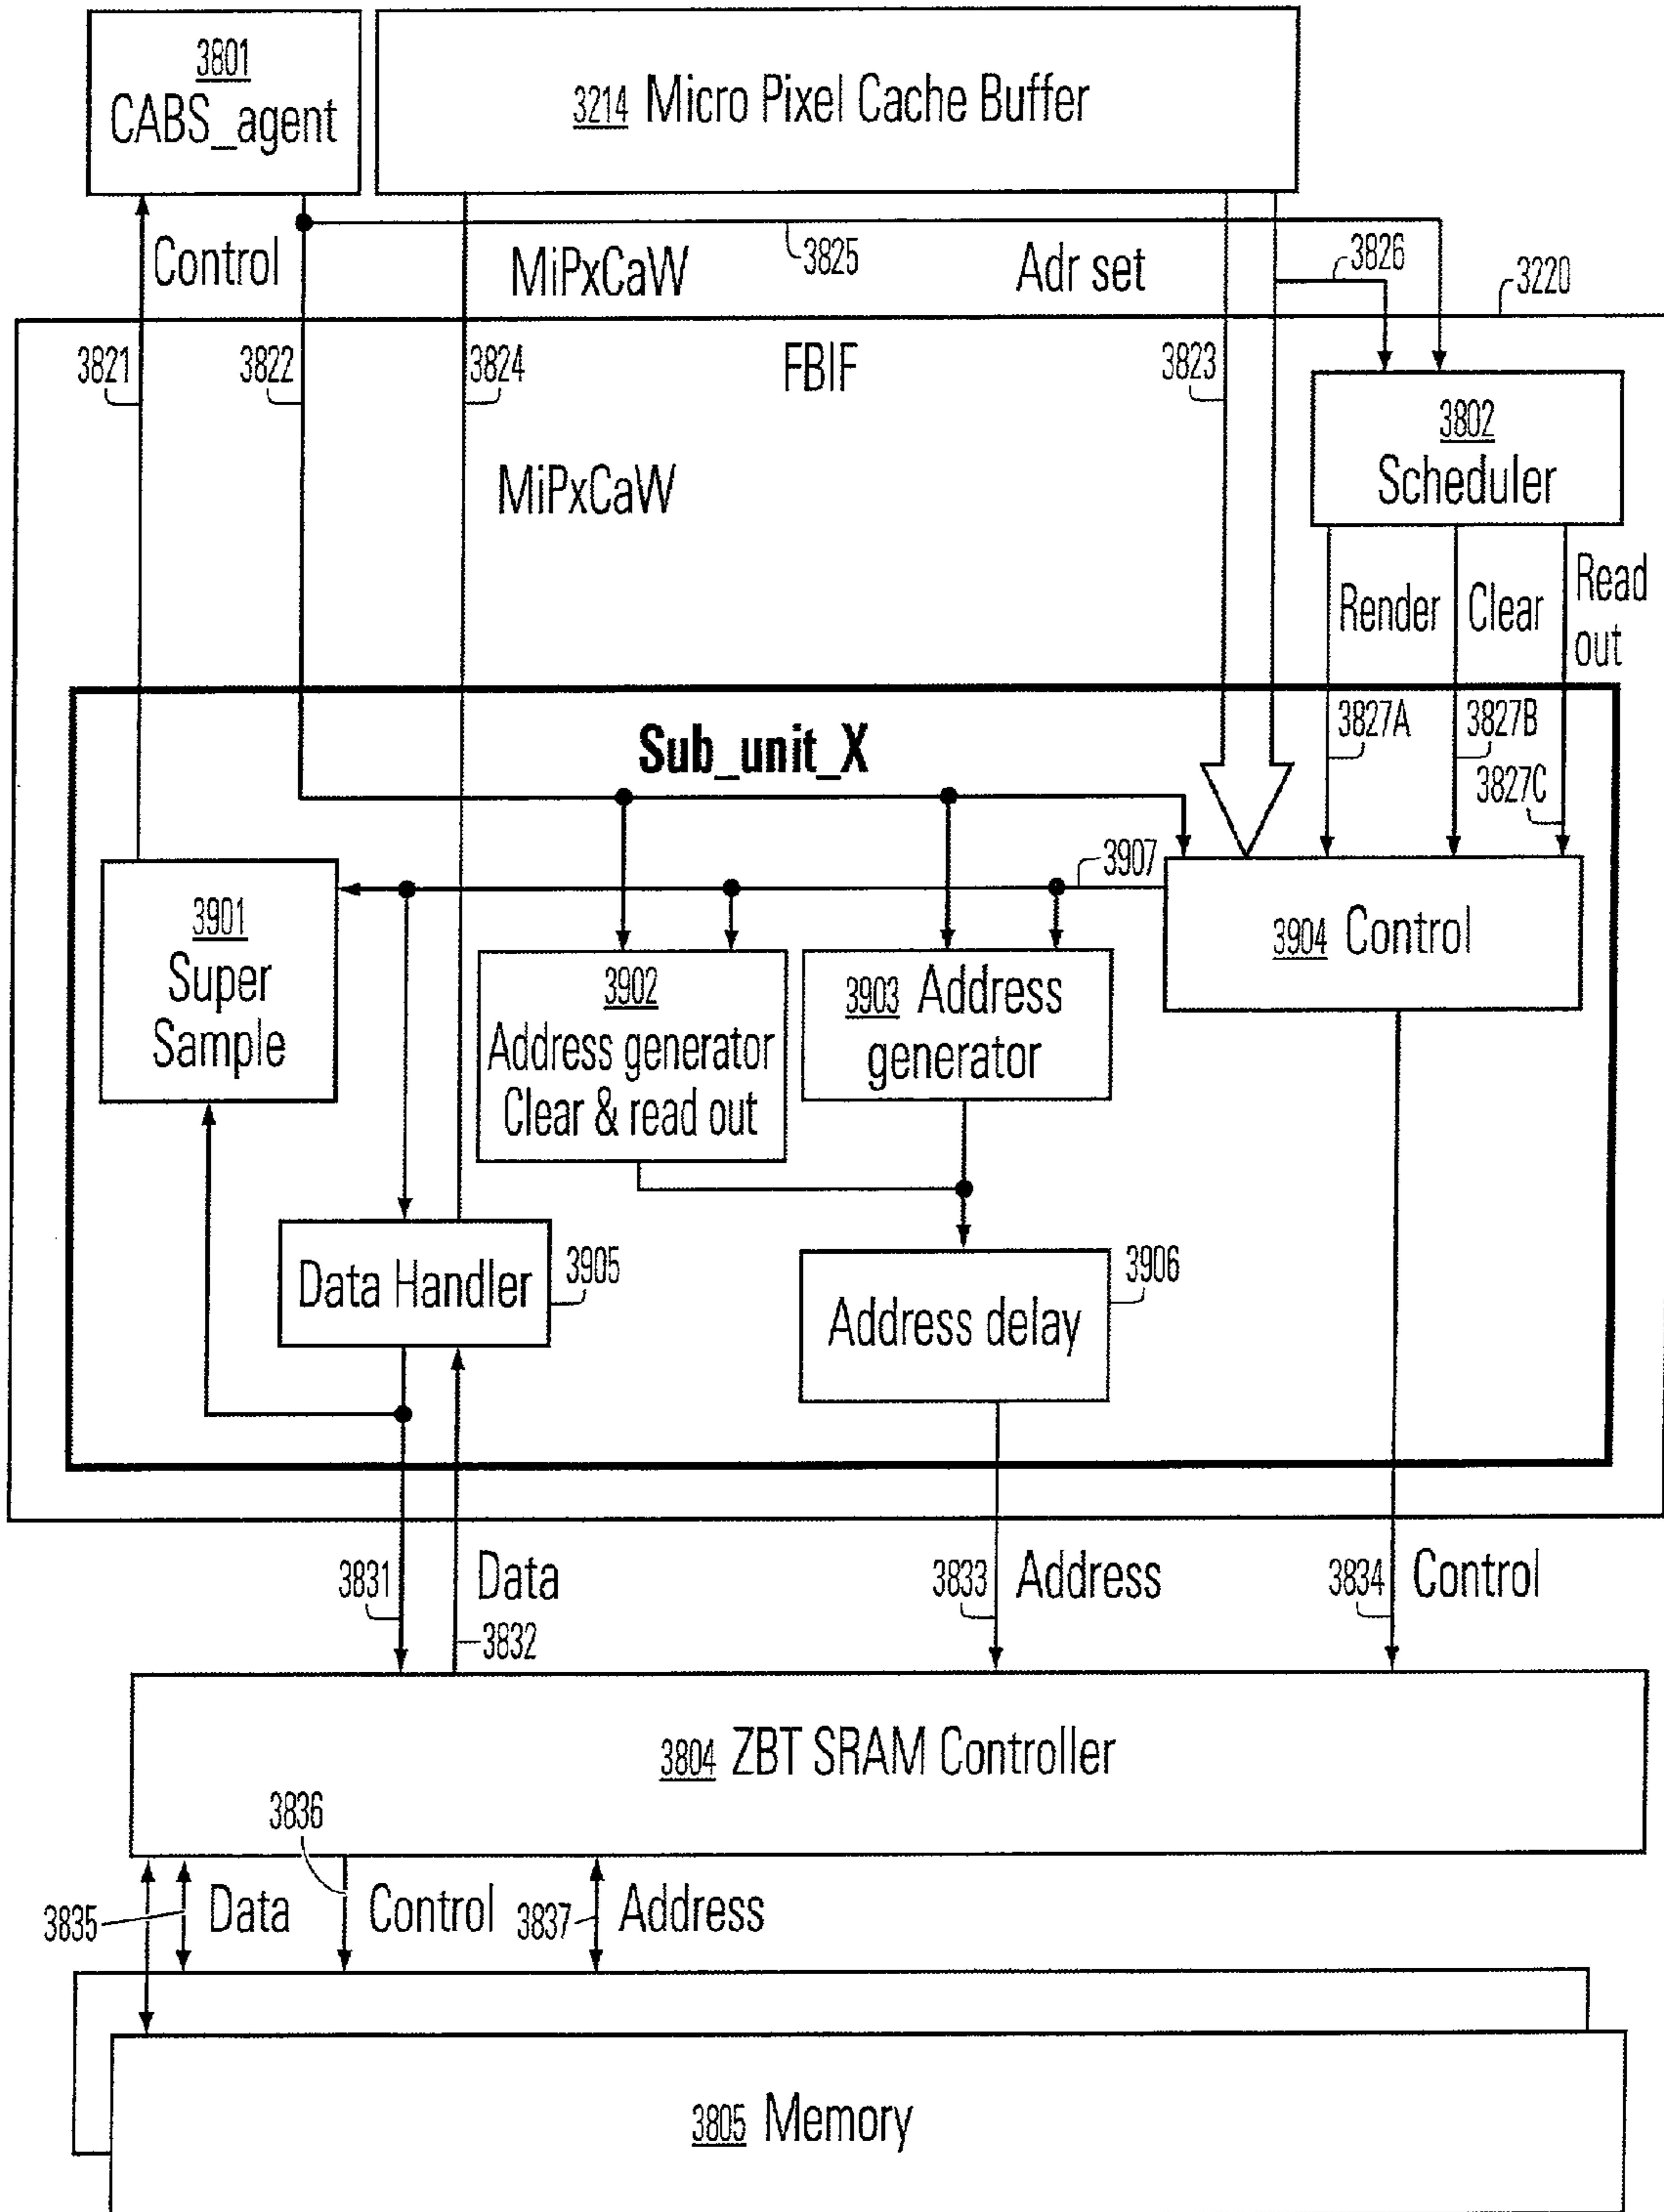 3801
CABS_agent
3214 Micro Pixel Cache Buffer
Control
MiPxCaW
3825
Adr set
3826
3220
3821
3822
3824
FBIF
3823
MiPxCaW
3802
Scheduler
Render
Clear
Read
out
Sub_unit_X
3827A
3827B
3827C
3907
3901
Super
Sample
3902
Address generator
Clear & read out
3903 Address
generator
3904 Control
Data Handler
3905
Address delay
3906
3831
Data
3832
3833
Address
3834
Control
3804 ZBT SRAM Controller
3836
3835
Data
Control
3837
Address
3805 Memory